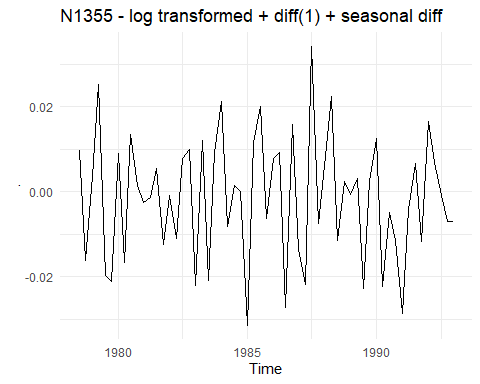 N1355 - log transformed + diff(1) + seasonal diff
0.02
0.00
-0.02
1980 1985 1990
Time